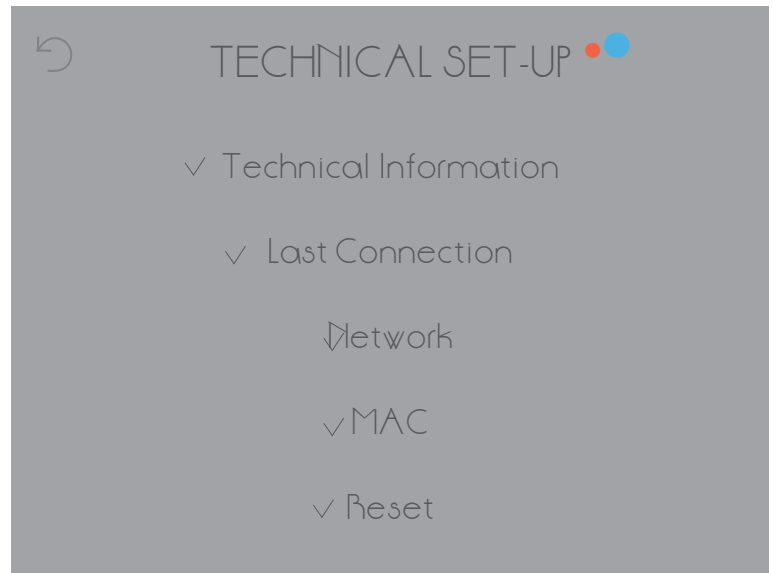 TECHNICAL SET-UP
Technical Information
Last Connection
Network
MAC
Reset